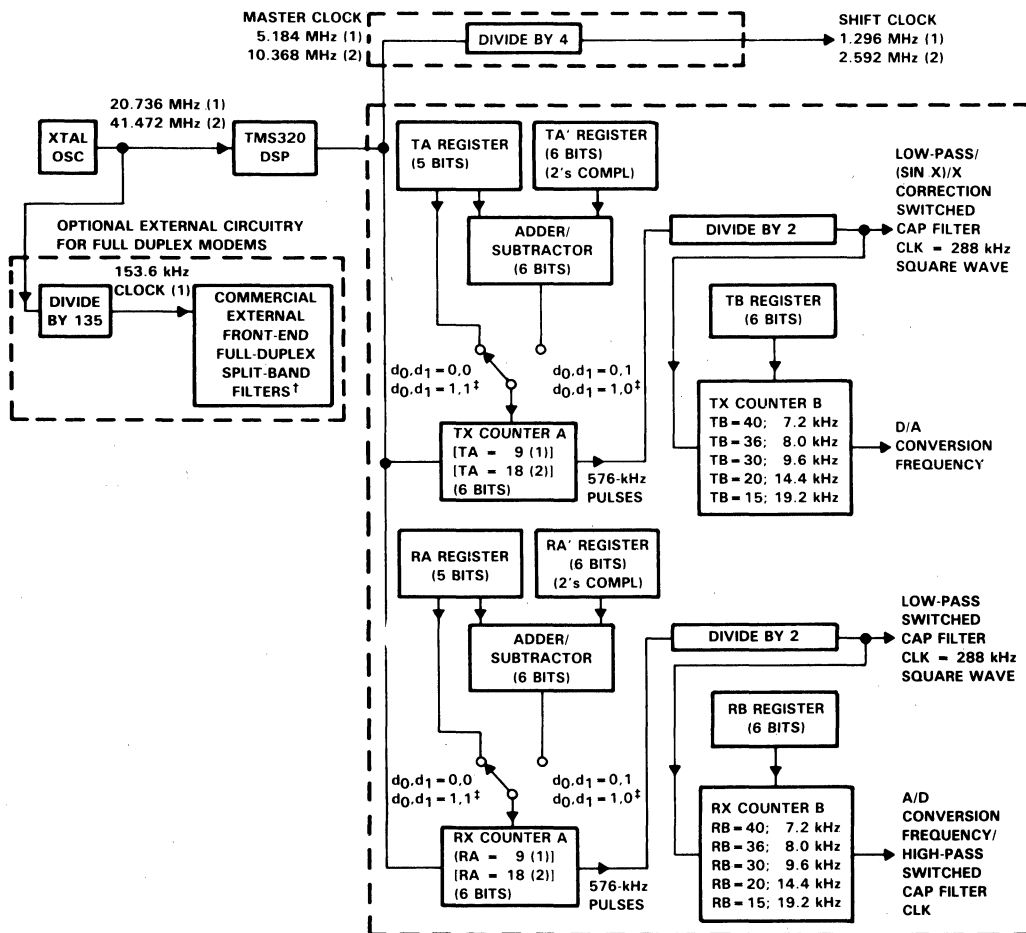 MASTER CLOCK
5.184 MHz (1)
10.368 MHz (2)
DIVIDE BY 4
SHIFT CLOCK
1.296 MHz (1)
2.592 MHz (2)
20.736 MHz (1)
41.472 MHz (2)
XTAL
OSC
TMS320
DSP
OPTIONAL EXTERNAL CIRCUITRY
FOR FULL DUPLEX MODEMS
153.6 kHz
CLOCK (1)
DIVIDE
BY 135
COMMERCIAL
EXTERNAL
FRONT-END
FULL-DUPLEX
SPLIT-BAND
FILTERS†
TA REGISTER
(5 BITS)
TA' REGISTER
(6 BITS)
(2's COMPL)
ADDER/
SUBTRACTOR
(6 BITS)
d0,d1 = 0,0
d0,d1 = 1,1‡
d0,d1 = 0,1
d0,d1 = 1,0‡
TX COUNTER A
[TA = 9 (1)]
[TA = 18 (2)]
(6 BITS)
576-kHz
PULSES
DIVIDE BY 2
LOW-PASS/
(SIN X)/X
CORRECTION
SWITCHED
CAP FILTER
CLK = 288 kHz
SQUARE WAVE
TB REGISTER
(6 BITS)
TX COUNTER B
TB = 40; 7.2 kHz
TB = 36; 8.0 kHz
TB = 30; 9.6 kHz
TB = 20; 14.4 kHz
TB = 15; 19.2 kHz
D/A
CONVERSION
FREQUENCY
RA REGISTER
(5 BITS)
RA' REGISTER
(6 BITS)
(2's COMPL)
ADDER/
SUBTRACTOR
(6 BITS)
d0,d1 = 0,0
d0,d1 = 1,1‡
d0,d1 = 0,1
d0,d1 = 1,0‡
RX COUNTER A
(RA = 9 (1)]
[RA = 18 (2)]
(6 BITS)
576-kHz
PULSES
DIVIDE BY 2
LOW-PASS
SWITCHED
CAP FILTER
CLK = 288 kHz
SQUARE WAVE
RB REGISTER
(6 BITS)
RX COUNTER B
RB = 40; 7.2 kHz
RB = 36; 8.0 kHz
RB = 30; 9.6 kHz
RB = 20; 14.4 kHz
RB = 15; 19.2 kHz
A/D
CONVERSION
FREQUENCY/
HIGH-PASS
SWITCHED
CAP FILTER
CLK